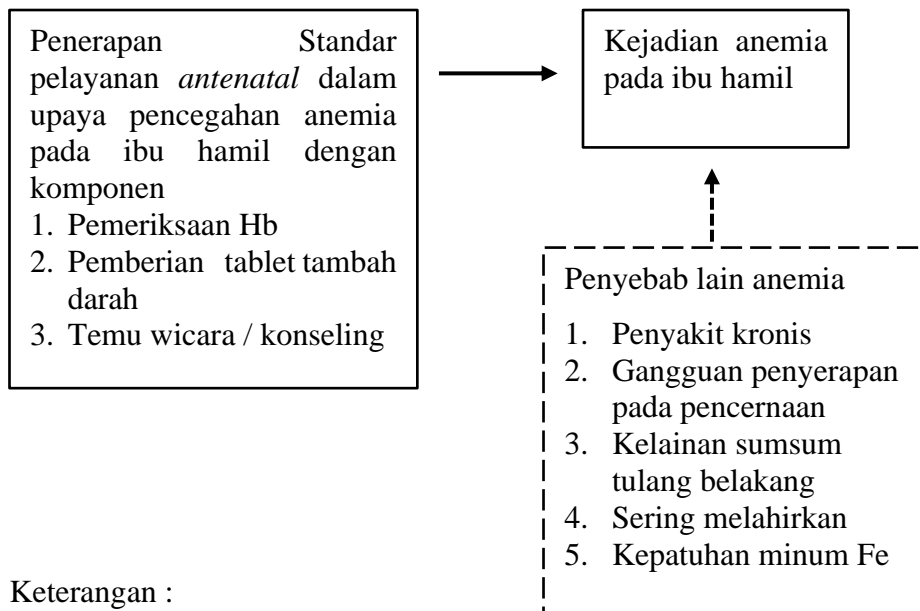 Penerapan Standar
pelayanan antenatal dalam
upaya pencegahan anemia
pada ibu hamil dengan
komponen
1. Pemeriksaan Hb
2. Pemberian tablet tambah
darah
3. Temu wicara / konseling
Kejadian anemia
pada ibu hamil
Penyebab lain anemia
1. Penyakit kronis
2. Gangguan penyerapan
pada pencernaan
3. Kelainan sumsum
tulang belakang
4. Sering melahirkan
5. Kepatuhan minum Fe
Keterangan :